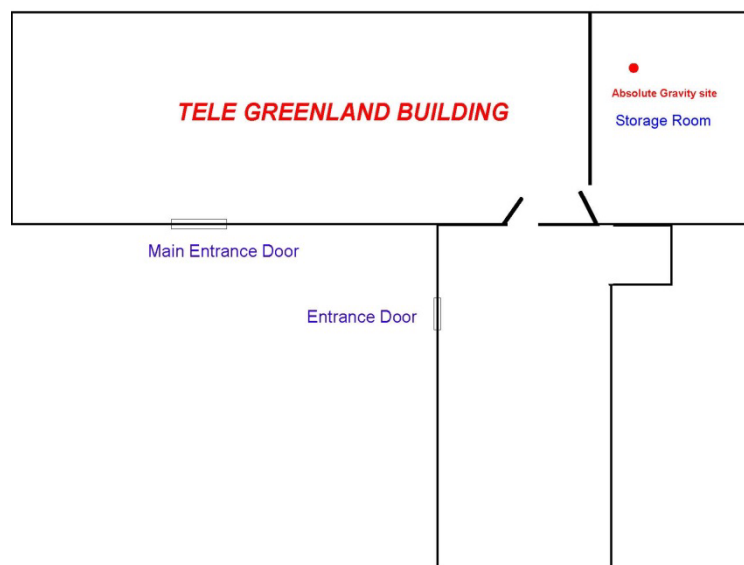 Absolute Gravity site
TELE GREENLAND BUILDING
Storage Room
Main Entrance Door
Entrance Door